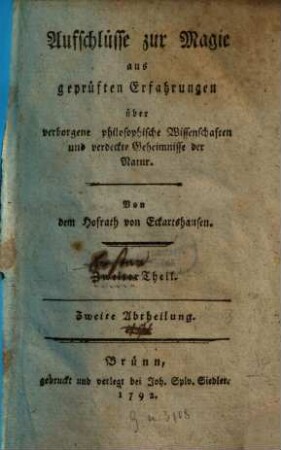 Aufschlüsse zur Magie
aus
geprüften Erfahrungen
über
verborgene philosophische Wissenschaften
und verdeckte Geheimnisse der
Natur.
Von
dem Hofrath von Eckartshausen.
Zweiter Theil.
Zweite Abtheilung.
Brünn,
gedruckt und verlegt bei Joh. Sylv. Siedler.
1792.